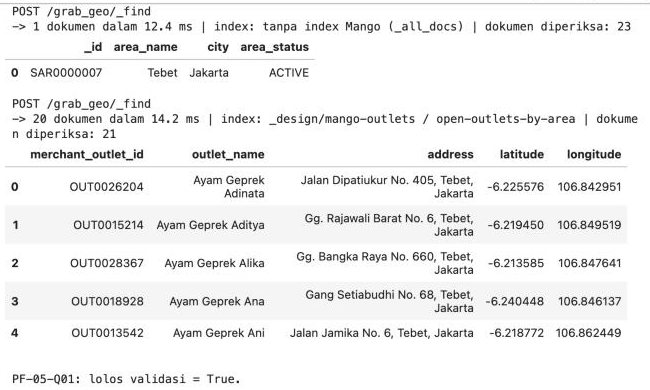 POST /grab_geo/_find
-> 1 dokumen dalam 12.4 ms | index: tanpa index Mango (_all_docs) | dokumen diperiksa: 23
_id area_name city area_status
0 SAR0000007 Tebet Jakarta ACTIVE
POST /grab_geo/_find
-> 20 dokumen dalam 14.2 ms | index: _design/mango-outlets / open-outlets-by-area | dokume
n diperiksa: 21
merchant_outlet_id outlet_name address latitude longitude
0 OUT0026204 Ayam Geprek Adinata Jalan Dipatiukur No. 405, Tebet, Jakarta -6.225576 106.842951
1 OUT0015214 Ayam Geprek Aditya Gg. Rajawali Barat No. 6, Tebet, Jakarta -6.219450 106.849519
2 OUT0028367 Ayam Geprek Alika Gg. Bangka Raya No. 660, Tebet, Jakarta -6.213585 106.847641
3 OUT0018928 Ayam Geprek Ana Gang Setiabudhi No. 68, Tebet, Jakarta -6.240448 106.846137
4 OUT0013542 Ayam Geprek Ani Jalan Jamika No. 6, Tebet, Jakarta -6.218772 106.862449
PF-05-Q01: lolos validasi = True.